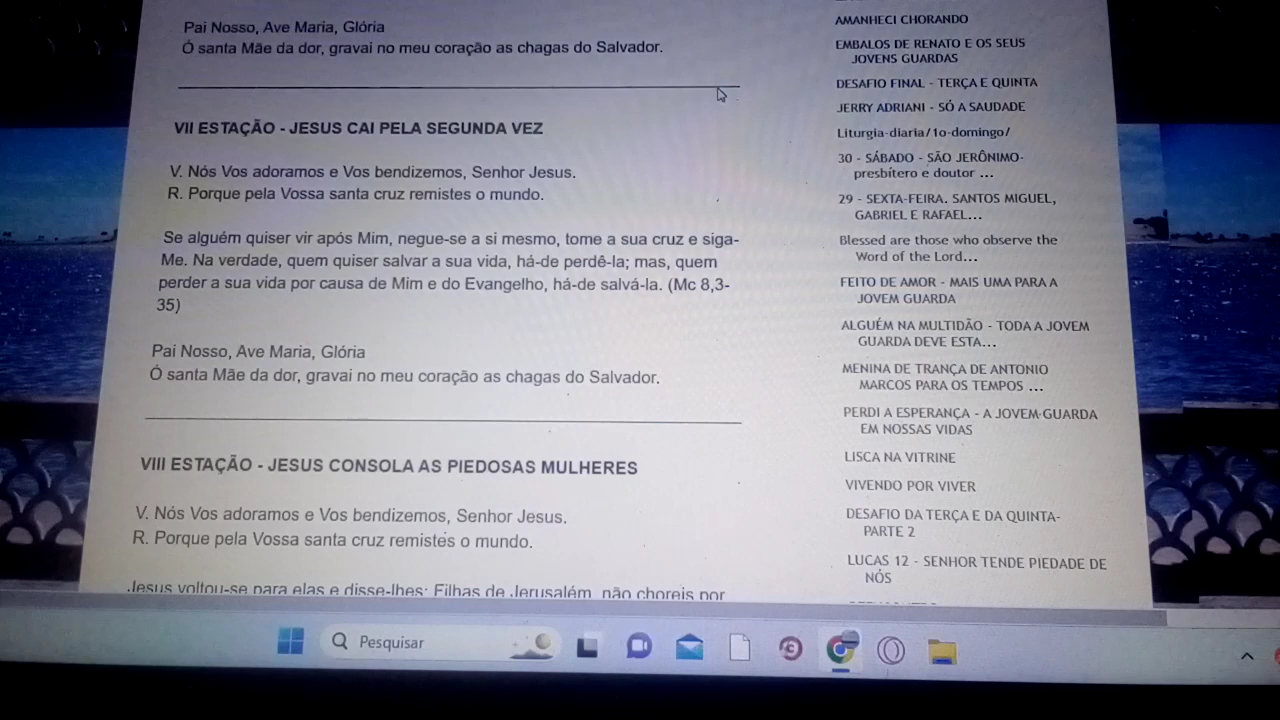 Pai Nosso, Ave Maria, Glória
Ó santa Mãe da dor, gravai no meu coração as chagas do Salvador.
VII ESTAÇÃO - JESUS CAI PELA SEGUNDA VEZ
V. Nós Vos adoramos e Vos bendizemos, Senhor Jesus.
R. Porque pela Vossa santa cruz remistes o mundo.
Se alguém quiser vir após Mim, negue-se a si mesmo, tome a sua cruz e siga-
Me. Na verdade, quem quiser salvar a sua vida, há-de perdê-la; mas, quem
perder a sua vida por causa de Mim e do Evangelho, há-de salvá-la. (Mc 8,3-
35)
Pai Nosso, Ave Maria, Glória
Ó santa Mãe da dor, gravai no meu coração as chagas do Salvador.
VIII ESTAÇÃO - JESUS CONSOLA AS PIEDOSAS MULHERES
V. Nós Vos adoramos e Vos bendizemos, Senhor Jesus.
R. Porque pela Vossa santa cruz remistes o mundo.
Jesus voltou-se para elas e disse-lhes: Filhas de Jerusalém, não choreis por
AMANHECI CHORANDO
EMBALOS DE RENATO E OS SEUS
JOVENS GUARDAS
DESAFIO FINAL - TERÇA E QUINTA
JERRY ADRIANI - SÓ A SAUDADE
Liturgia-diaria/1o-domingo/
30 - SÁBADO - SÃO JERÔNIMO-
presbítero e doutor ...
29 - SEXTA-FEIRA. SANTOS MIGUEL,
GABRIEL E RAFAEL...
Blessed are those who observe the
Word of the Lord...
FEITO DE AMOR - MAIS UMA PARA A
JOVEM GUARDA
ALGUÉM NA MULTIDÃO - TODA A JOVEM
GUARDA DEVE ESTA...
MENINA DE TRANÇA DE ANTONIO
MARCOS PARA OS TEMPOS ...
PERDI A ESPERANÇA - A JOVEM GUARDA
EM NOSSAS VIDAS
LISCA NA VITRINE
VIVENDO POR VIVER
DESAFIO DA TERÇA E DA QUINTA-
PARTE 2
LUCAS 12 - SENHOR TENDE PIEDADE DE
NÓS
Pesquisar